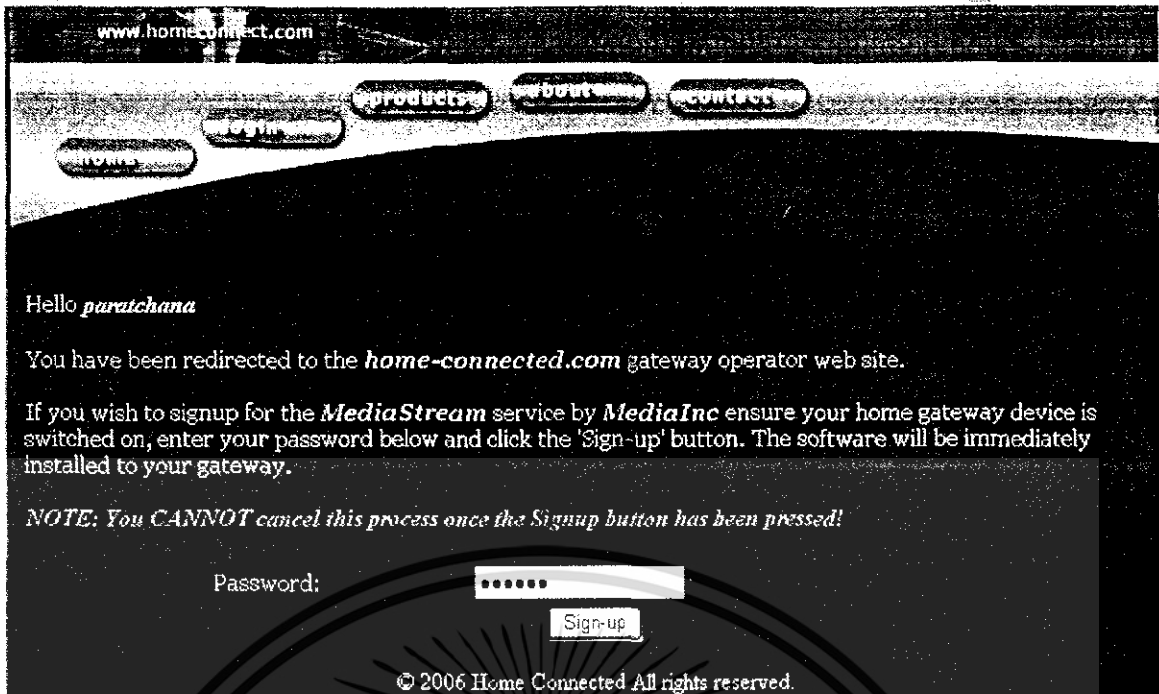 www.homeconnect.com
products
about
contact
login
home
Hello paratchana
You have been redirected to the home-connected.com gateway operator web site.
If you wish to signup for the MediaStream service by MediaInc ensure your home gateway device is
switched on, enter your password below and click the 'Sign-up' button. The software will be immediately
installed to your gateway.
NOTE: You CANNOT cancel this process once the Signup button has been pressed!
Password: ••••••
Sign-up
© 2006 Home Connected All rights reserved.